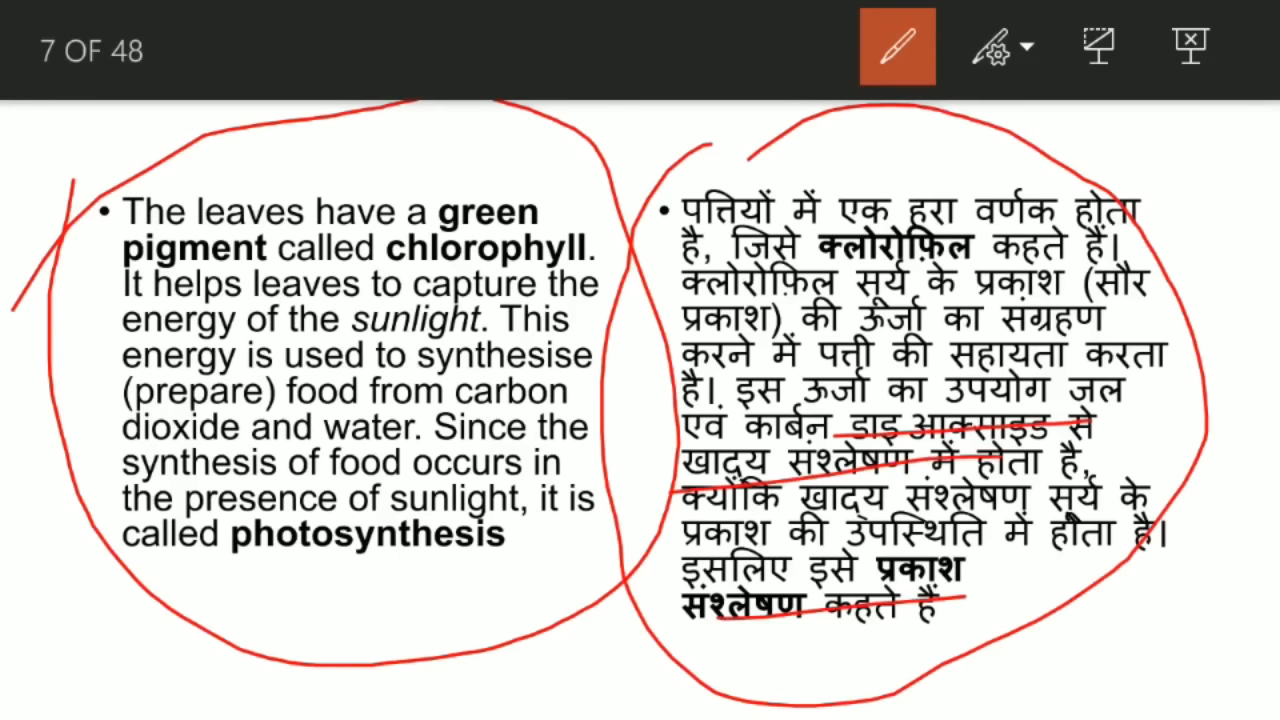 7 OF 48
• The leaves have a green
pigment called chlorophyll.
It helps leaves to capture the
energy of the sunlight. This
energy is used to synthesise
(prepare) food from carbon
dioxide and water. Since the
synthesis of food occurs in
the presence of sunlight, it is
called photosynthesis
• पत्तियों में एक हरा वर्णक होता
है, जिसे क्लोरोफ़िल कहते हैं।
क्लोरोफ़िल सूर्य के प्रकाश (सौर
प्रकाश) की ऊर्जा का संग्रहण
करने में पत्ती की सहायता करता
है। इस ऊर्जा का उपयोग जल
एवं कार्बन डाइ आक्साइड से
खाद्य संश्लेषण में होता है,
क्योंकि खाद्य संश्लेषण सूर्य के
प्रकाश की उपस्थिति में होता है।
इसलिए इसे प्रकाश
संश्लेषण कहते हैं